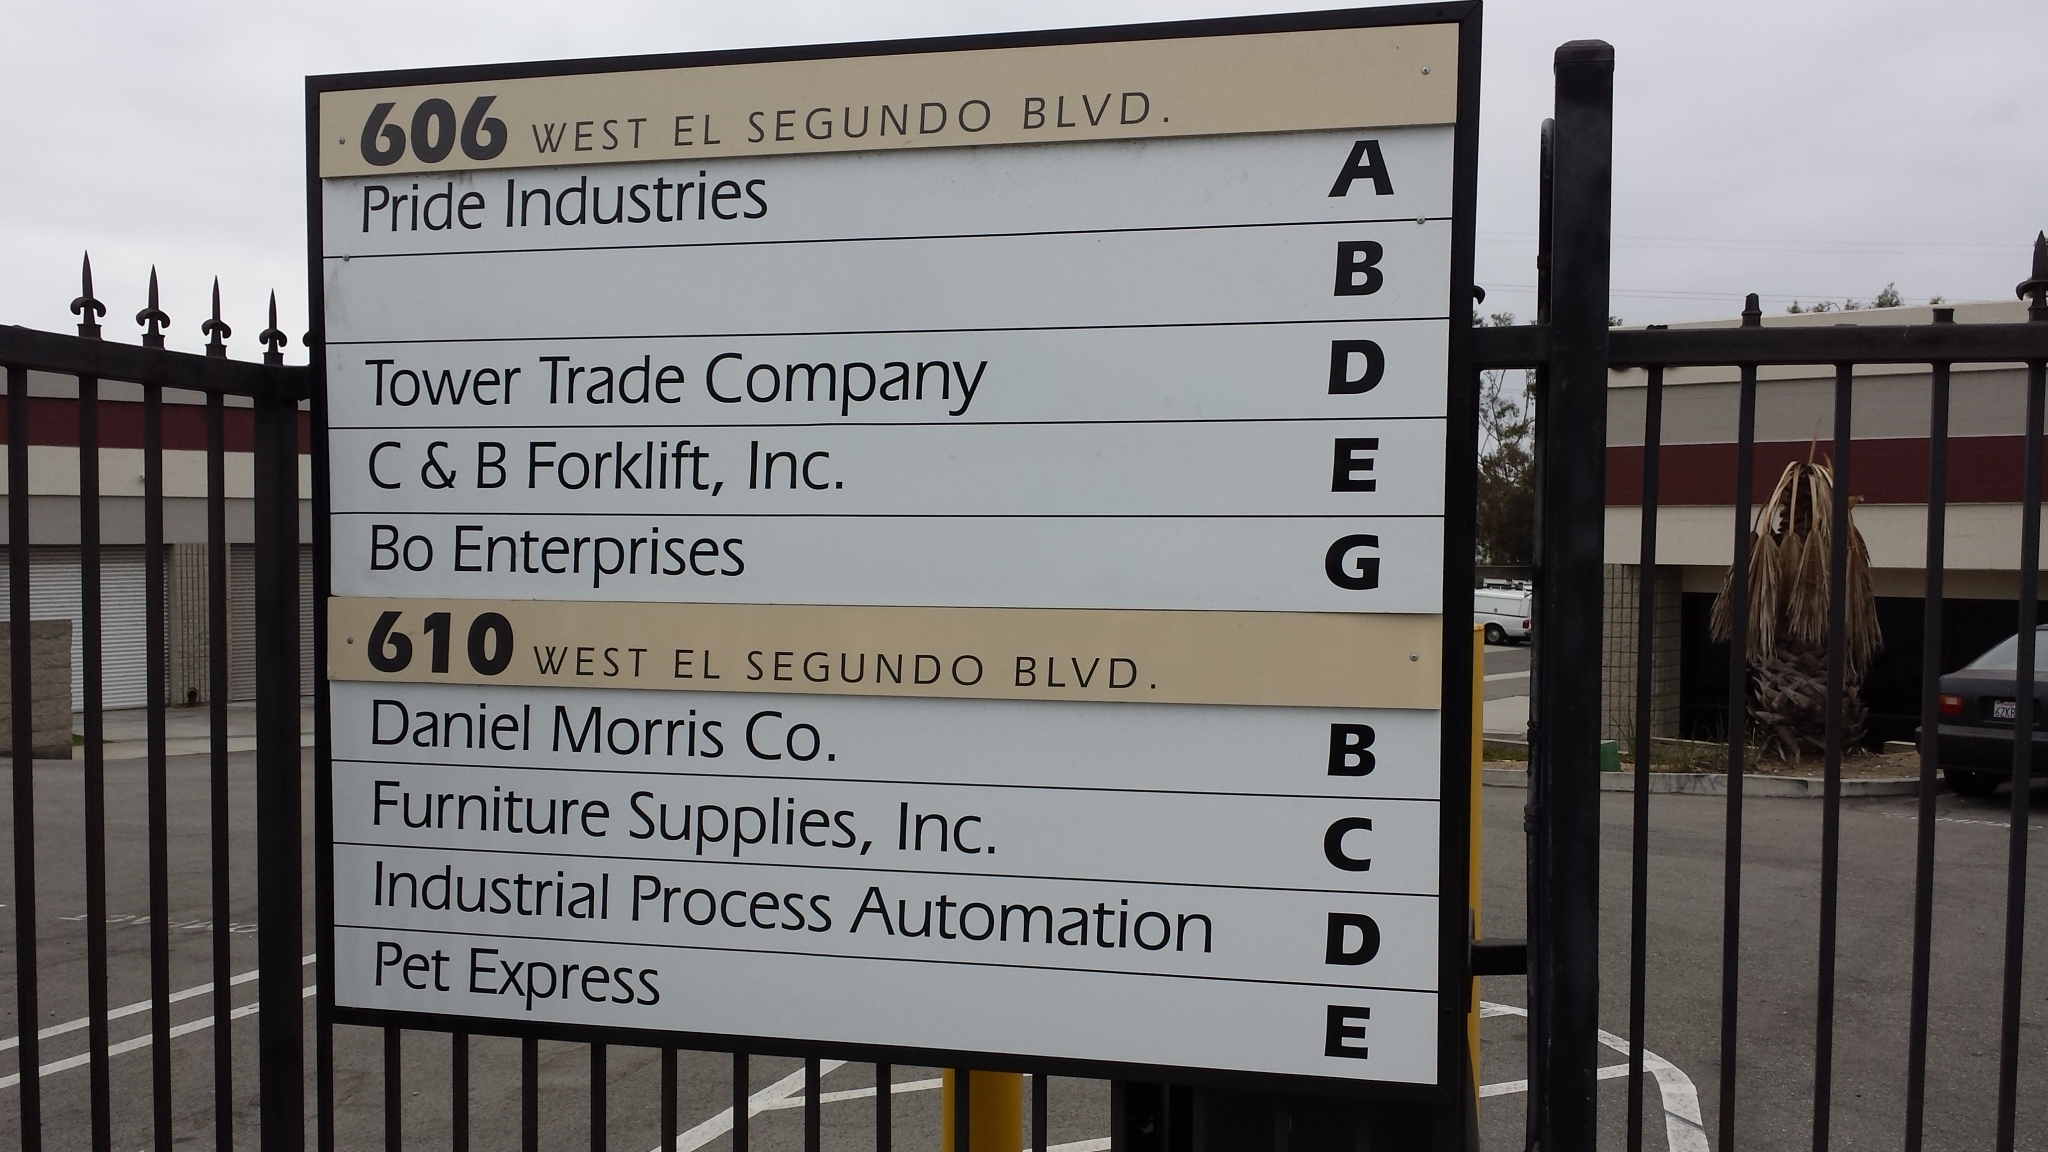 606 WEST EL SEGUNDO BLVD.
Pride Industries A
B
Tower Trade Company D
C & B Forklift, Inc. E
Bo Enterprises G
610 WEST EL SEGUNDO BLVD.
Daniel Morris Co. B
Furniture Supplies, Inc. C
Industrial Process Automation D
Pet Express E